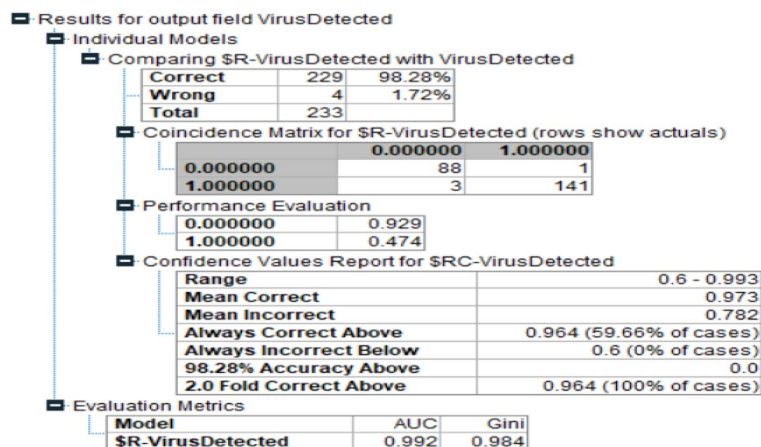 Results for output field VirusDetected
Individual Models
Comparing $R-VirusDetected with VirusDetected
Correct 229 98.28%
Wrong 4 1.72%
Total 233
Coincidence Matrix for $R-VirusDetected (rows show actuals)
0.000000 1.000000
0.000000 88 1
1.000000 3 141
Performance Evaluation
0.000000 0.929
1.000000 0.474
Confidence Values Report for $RC-VirusDetected
Range 0.6 - 0.993
Mean Correct 0.973
Mean Incorrect 0.782
Always Correct Above 0.964 (59.66% of cases)
Always Incorrect Below 0.6 (0% of cases)
98.28% Accuracy Above 0.0
2.0 Fold Correct Above 0.964 (100% of cases)
Evaluation Metrics
Model AUC Gini
$R-VirusDetected 0.992 0.984